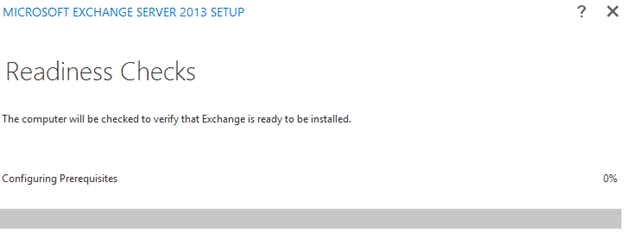 MICROSOFT EXCHANGE SERVER 2013 SETUP ?
Readiness Checks
The computer will be checked to verify that Exchange is ready to be installed.
Configuring Prerequisites 0%